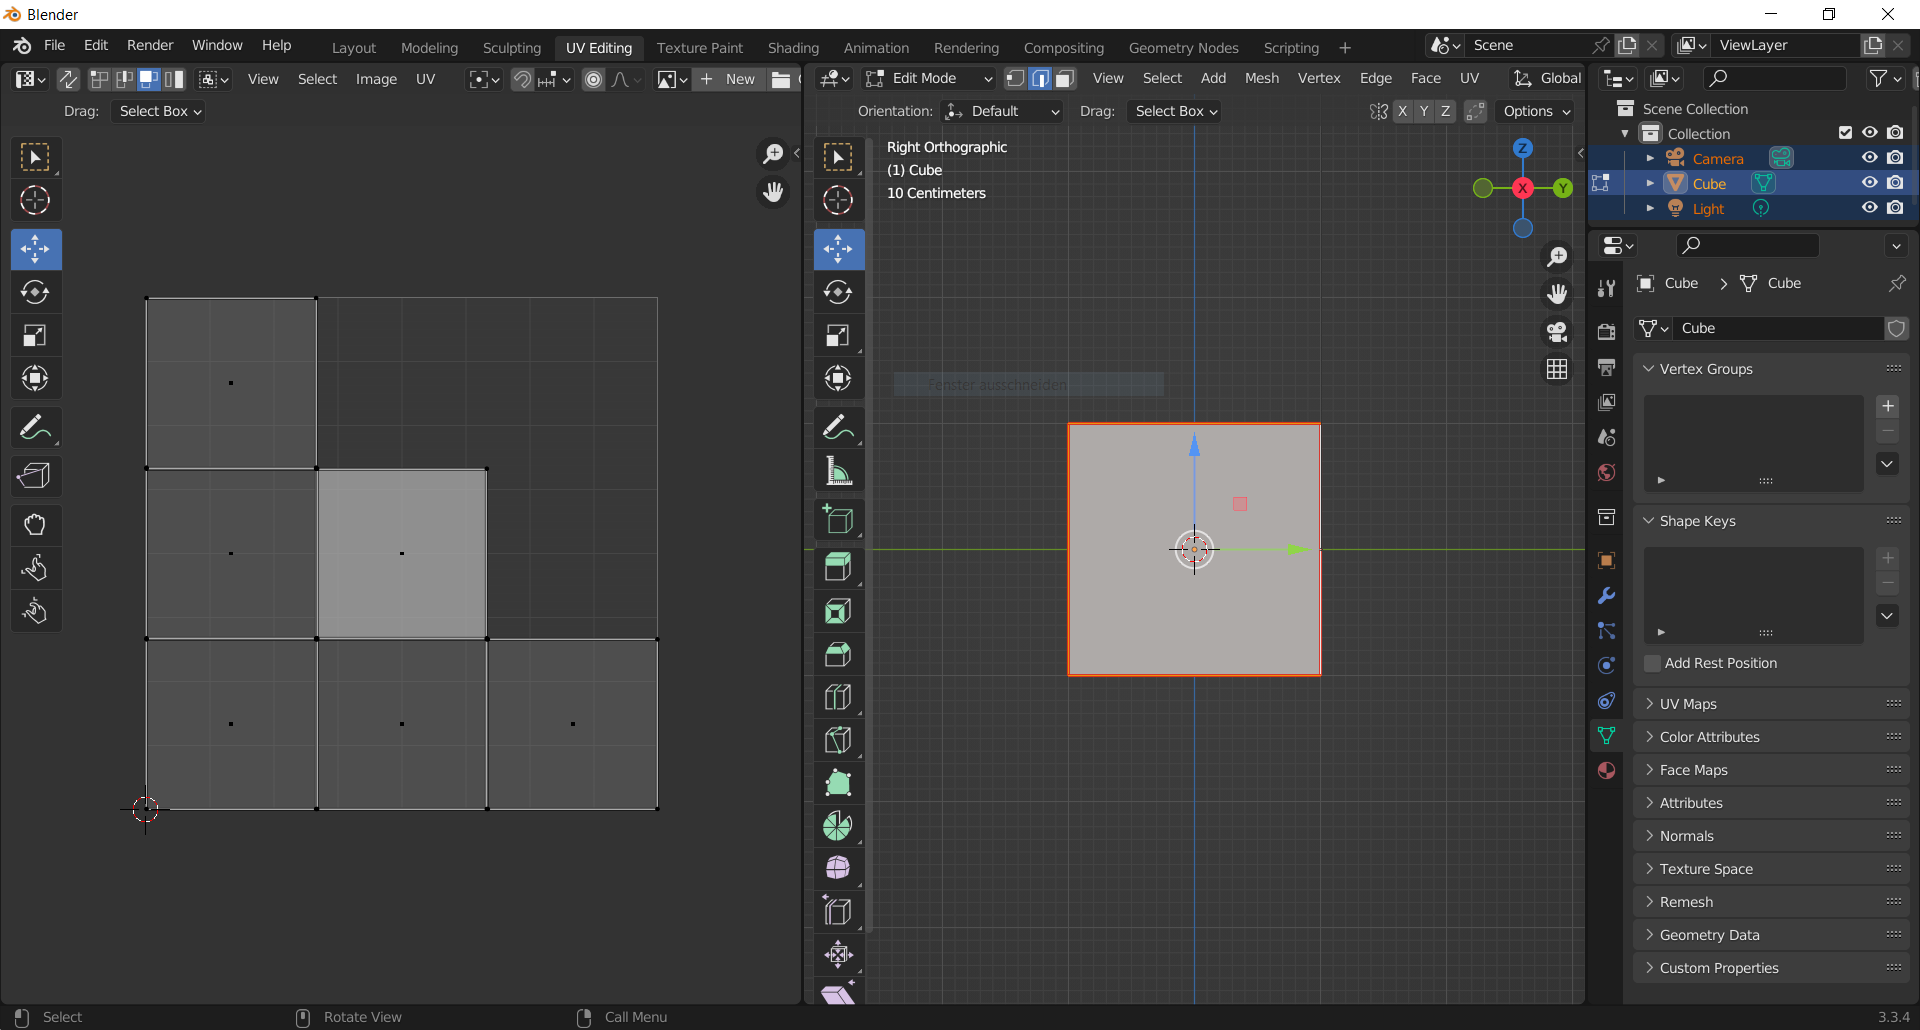 Blender
File Edit Render Window Help Layout Modeling Sculpting UV Editing Texture Paint Shading Animation Rendering Compositing Geometry Nodes Scripting Scene ViewLayer
View Select Image UV New Edit Mode View Select Add Mesh Vertex Edge Face UV Global
Drag: Select Box Orientation: Default Drag: Select Box X Y Z Options
Scene Collection
Collection
Camera
Cube
Light
Right Orthographic
(1) Cube
10 Centimeters
Z
X
Y
Fenster ausschneiden
Cube Cube
Cube
Vertex Groups
Shape Keys
Add Rest Position
UV Maps
Color Attributes
Face Maps
Attributes
Normals
Texture Space
Remesh
Geometry Data
Custom Properties
Select Rotate View Call Menu 3.3.4